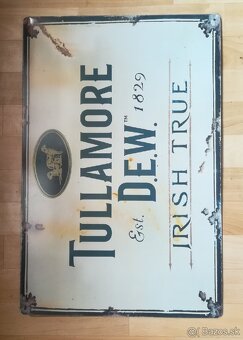 TULLAMORE
D.E.W.™
Est. 1829
IRISH TRUE
Bazos.sk